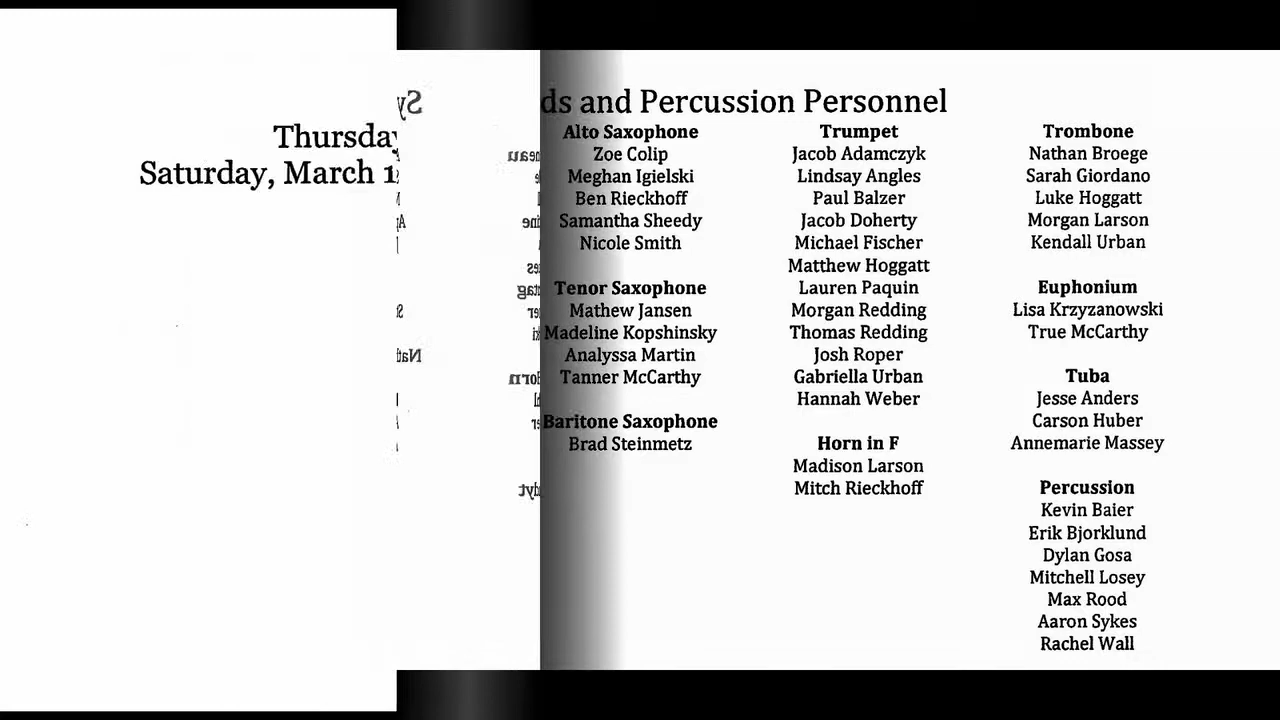 Thursday
Saturday, March 1
ds and Percussion Personnel
Alto Saxophone
Zoe Colip
Meghan Igielski
Ben Rieckhoff
Samantha Sheedy
Nicole Smith
Tenor Saxophone
Mathew Jansen
Madeline Kopshinsky
Analyssa Martin
Tanner McCarthy
Baritone Saxophone
Brad Steinmetz
Trumpet
Jacob Adamczyk
Lindsay Angles
Paul Balzer
Jacob Doherty
Michael Fischer
Matthew Hoggatt
Lauren Paquin
Morgan Redding
Thomas Redding
Josh Roper
Gabriella Urban
Hannah Weber
Horn in F
Madison Larson
Mitch Rieckhoff
Trombone
Nathan Broege
Sarah Giordano
Luke Hoggatt
Morgan Larson
Kendall Urban
Euphonium
Lisa Krzyzanowski
True McCarthy
Tuba
Jesse Anders
Carson Huber
Annemarie Massey
Percussion
Kevin Baier
Erik Bjorklund
Dylan Gosa
Mitchell Losey
Max Rood
Aaron Sykes
Rachel Wall